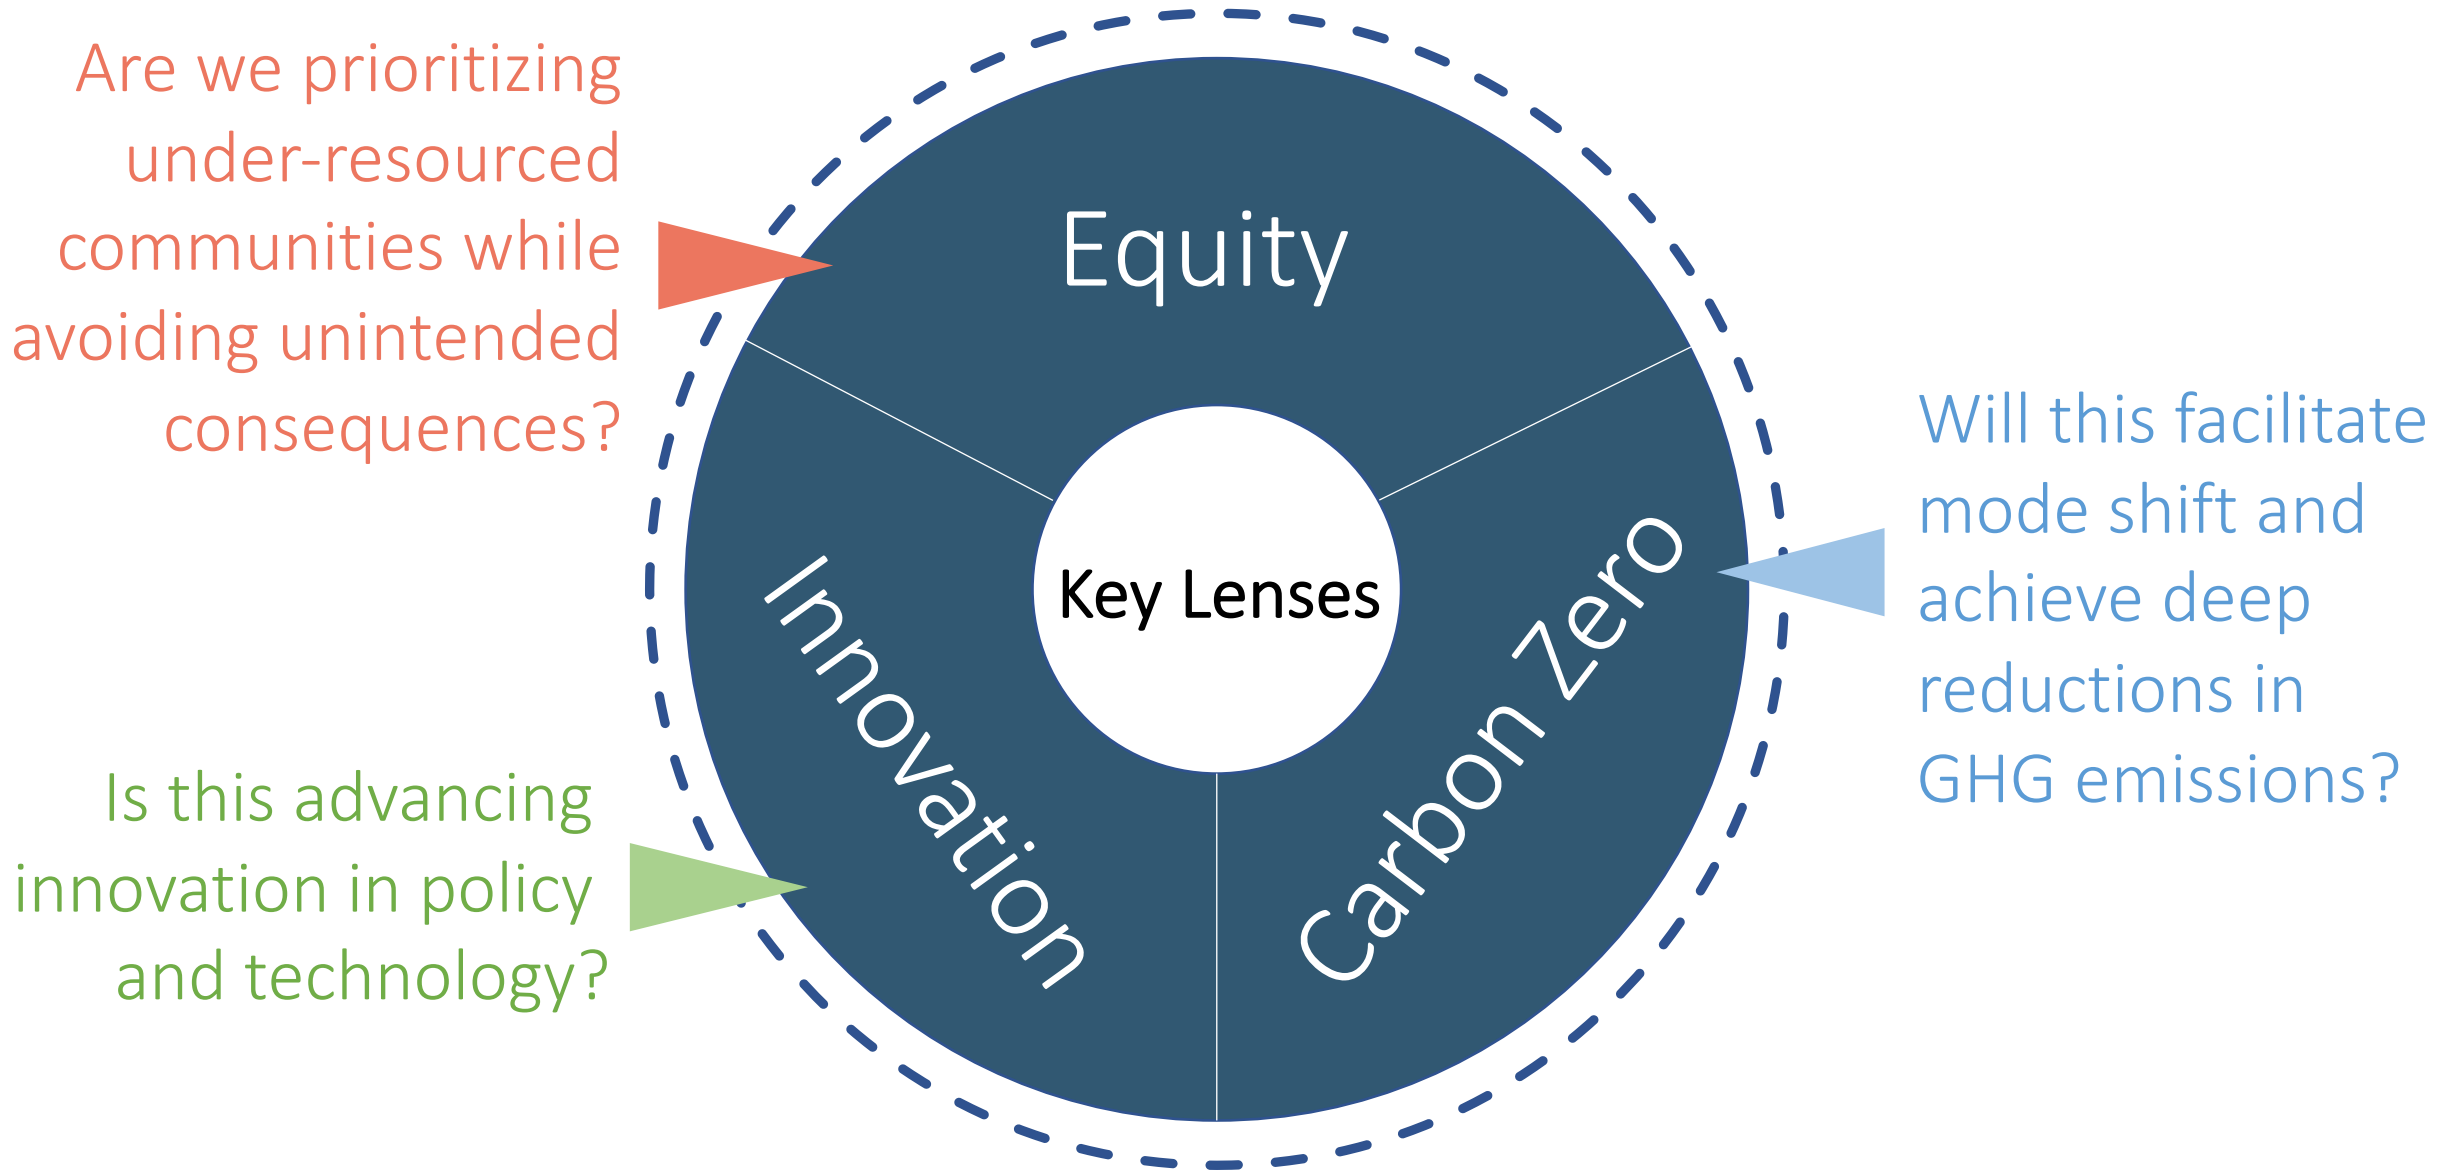 Are we prioritizing
under-resourced
communities while
avoiding unintended
consequences?
Equity
Will this facilitate
mode shift and
achieve deep
reductions in
GHG emissions?
Key Lenses
Innovation
Carbon Zero
Is this advancing
innovation in policy
and technology?